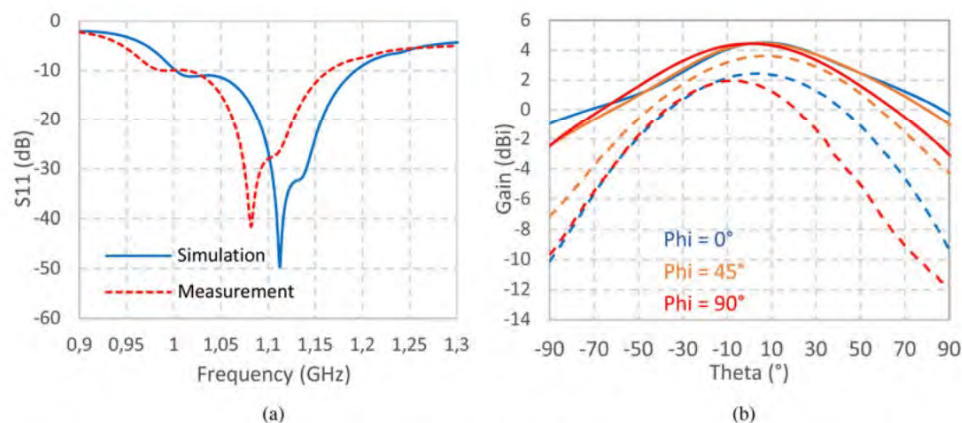 0
-10
-20
-30
-40
-50
-60
S11 (dB)
Simulation
Measurement
0,9 0,95 1 1,05 1,1 1,15 1,2 1,25 1,3
Frequency (GHz)
(a)
6
4
2
0
-2
-4
-6
-8
-10
-12
-14
Gain (dBi)
Phi = 0°
Phi = 45°
Phi = 90°
-90 -70 -50 -30 -10 10 30 50 70 90
Theta (°)
(b)